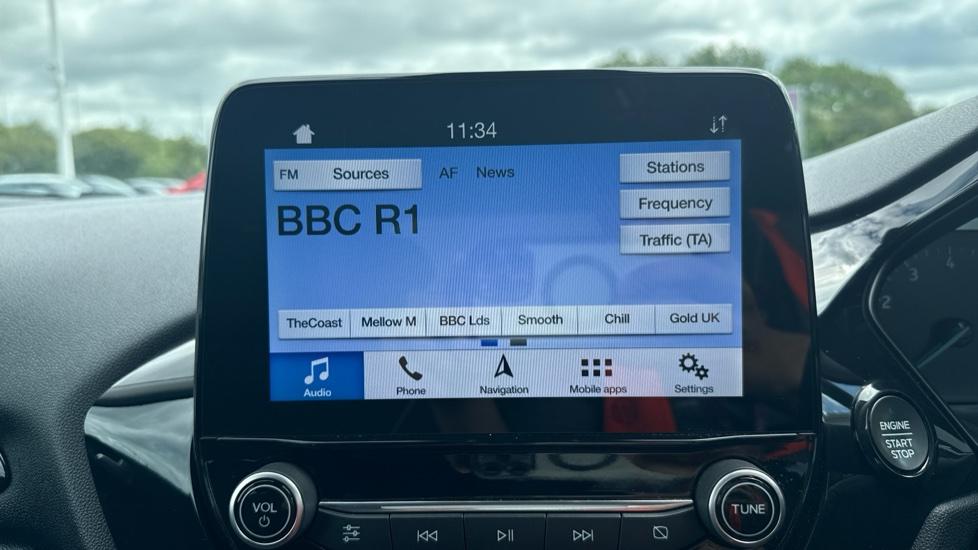 11:34
FM Sources AF News Stations
BBC R1 Frequency
Traffic (TA)
TheCoast Mellow M BBC Lds Smooth Chill Gold UK
Audio Phone Navigation Mobile apps Settings
VOL TUNE
ENGINE
START
STOP
2 3 4